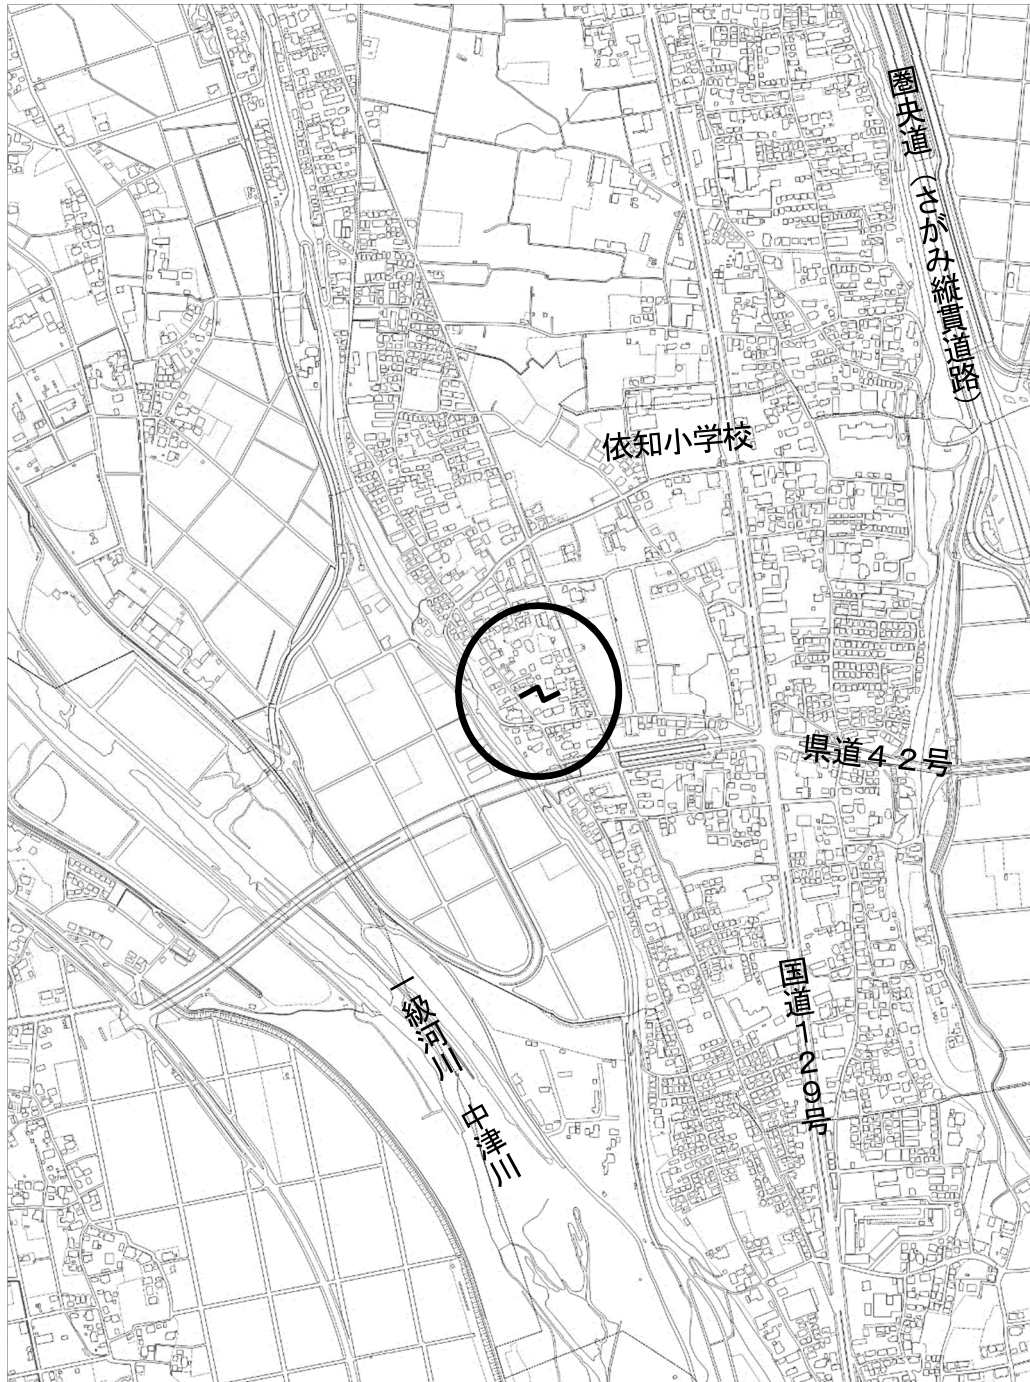 圏央道（さがみ縦貫道路）
依知小学校
県道４２号
国道１２９号
一級河川　中津川